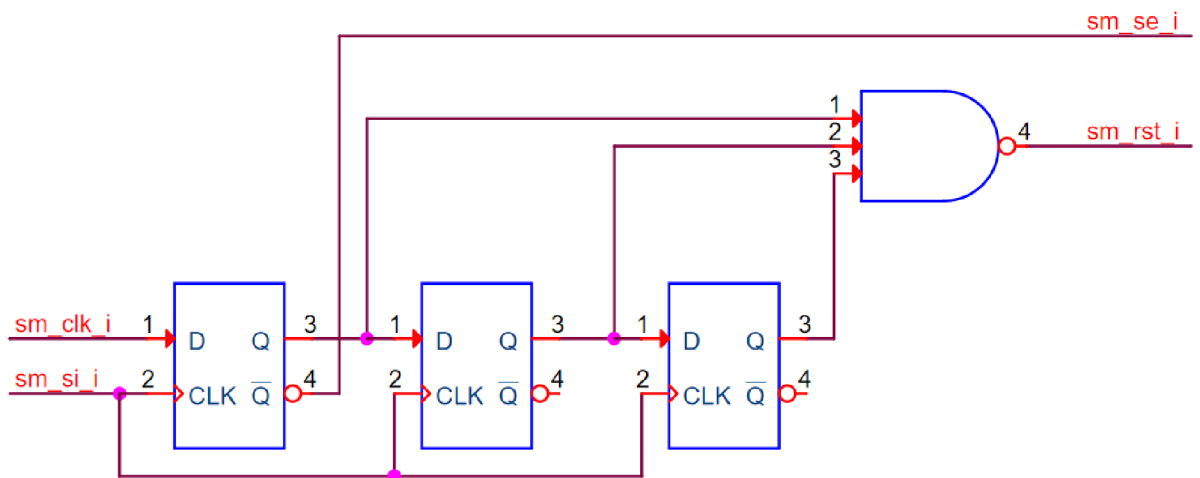 sm_se_i
1
2
3
4
sm_rst_i
sm_clk_i
1
D
Q
3
1
D
Q
3
1
D
Q
3
sm_si_i
2
CLK
Q̅
4
2
CLK
Q̅
4
2
CLK
Q̅
4